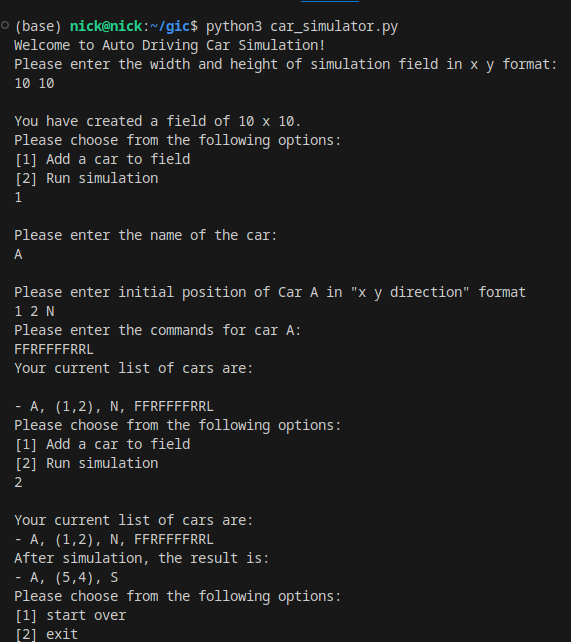 (base) nick@nick:~/gic$ python3 car_simulator.py
Welcome to Auto Driving Car Simulation!
Please enter the width and height of simulation field in x y format:
10 10
You have created a field of 10 x 10.
Please choose from the following options:
[1] Add a car to field
[2] Run simulation
1
Please enter the name of the car:
A
Please enter initial position of Car A in "x y direction" format
1 2 N
Please enter the commands for car A:
FFRFFFFRRL
Your current list of cars are:
- A, (1,2), N, FFRFFFFRRL
Please choose from the following options:
[1] Add a car to field
[2] Run simulation
2
Your current list of cars are:
- A, (1,2), N, FFRFFFFRRL
After simulation, the result is:
- A, (5,4), S
Please choose from the following options:
[1] start over
[2] exit